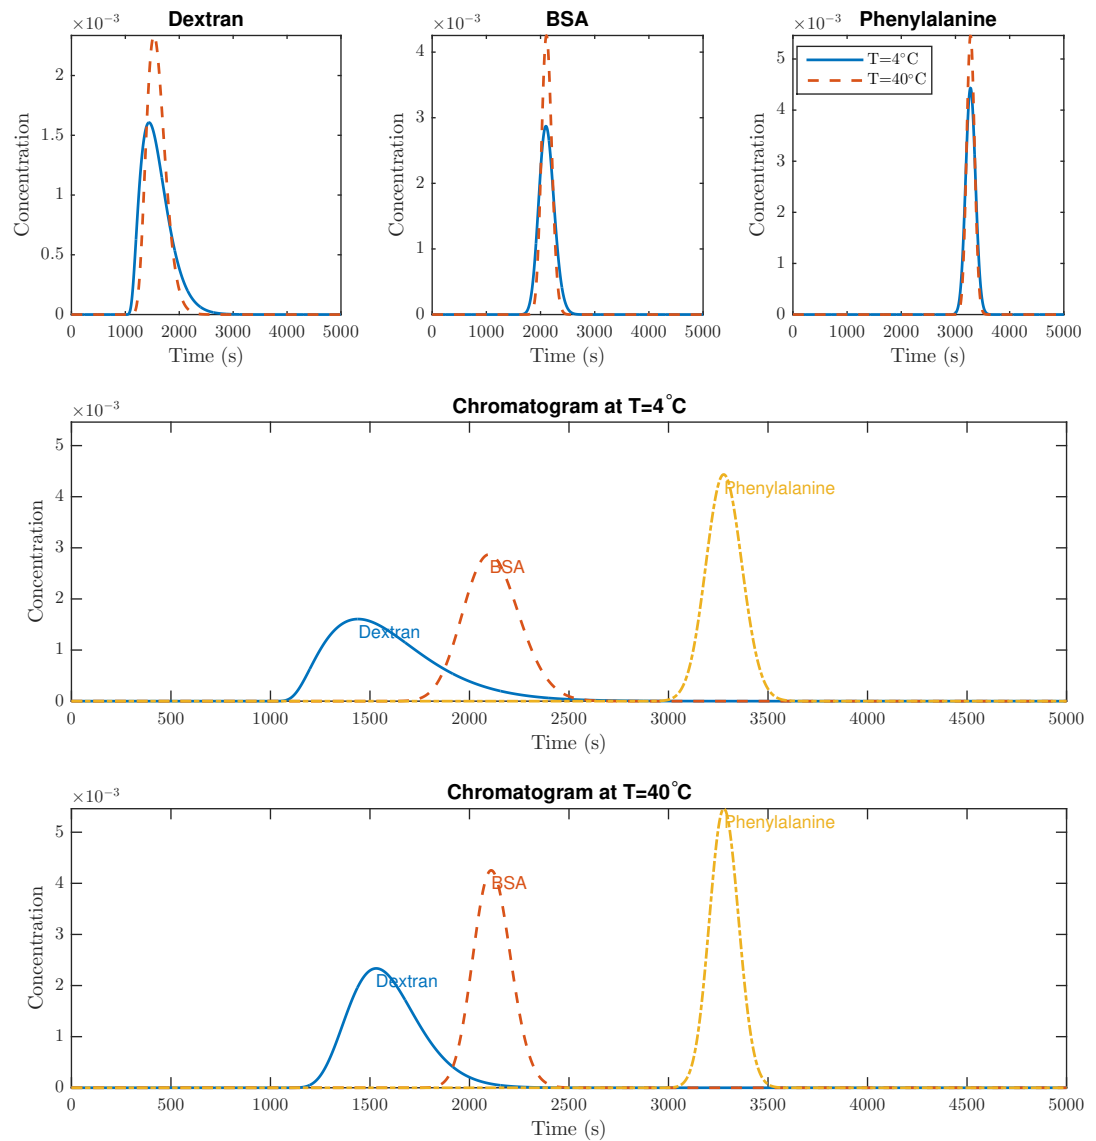 Dextran
×10⁻³
Concentration
2
1.5
1
0.5
0
0 1000 2000 3000 4000 5000
Time (s)
BSA
×10⁻³
Concentration
4
3
2
1
0
0 1000 2000 3000 4000 5000
Time (s)
Phenylalanine
×10⁻³
Concentration
5
4
3
2
1
0
T=4°C
T=40°C
0 1000 2000 3000 4000 5000
Time (s)
Chromatogram at T=4°C
×10⁻³
Concentration
5
4
3
2
1
0
Phenylalanine
BSA
Dextran
0 500 1000 1500 2000 2500 3000 3500 4000 4500 5000
Time (s)
Chromatogram at T=40°C
×10⁻³
Concentration
5
4
3
2
1
0
Phenylalanine
BSA
Dextran
0 500 1000 1500 2000 2500 3000 3500 4000 4500 5000
Time (s)